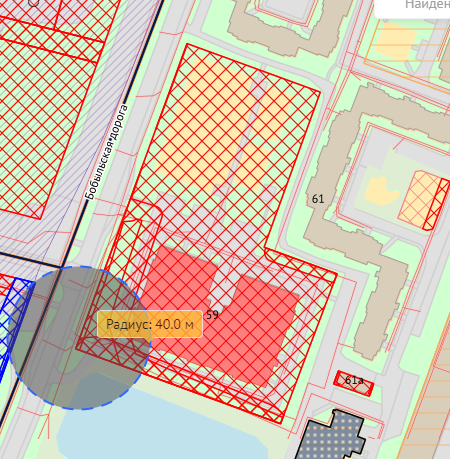 Найден
Бобыльская дорога
61
Радиус: 40.0 м
59
61а